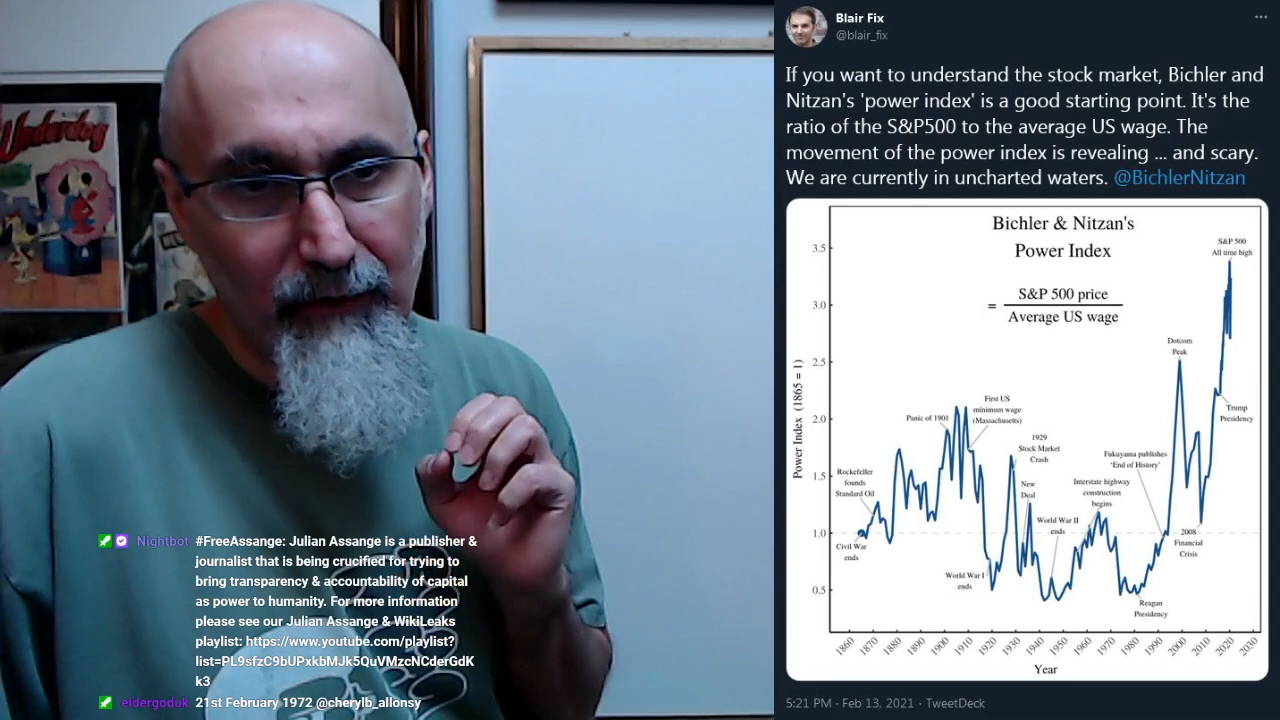 Underdog
Nightbot #FreeAssange: Julian Assange is a publisher &
journalist that is being crucified for trying to
bring transparency & accountability of capital
as power to humanity. For more information
please see our Julian Assange & WikiLeaks
playlist: https://www.youtube.com/playlist?
list=PL9sfzC9bUPxkbMJk5QuVMzcNCderGdK
k3
eldergoduk 21st February 1972 @cherylb_allonsy
Blair Fix
@blair_fix
If you want to understand the stock market, Bichler and
Nitzan's 'power index' is a good starting point. It's the
ratio of the S&P500 to the average US wage. The
movement of the power index is revealing ... and scary.
We are currently in uncharted waters. @BichlerNitzan
Bichler & Nitzan's
Power Index
= S&P 500 price
Average US wage
S&P 500
All time high
Dotcom
Peak
Trump
Presidency
First US
minimum wage
(Massachusetts)
Panic of 1901
1929
Stock Market
Crash
Fukuyama publishes
'End of History'
Rockefeller
founds
Standard Oil
New
Deal
Interstate highway
construction
begins
World War II
ends
2008
Financial
Crisis
Civil War
ends
World War I
ends
Reagan
Presidency
Power Index (1865 = 1)
3.5
3.0
2.5
2.0
1.5
1.0
0.5
1860 1870 1880 1890 1900 1910 1920 1930 1940 1950 1960 1970 1980 1990 2000 2010 2020 2030
Year
5:21 PM · Feb 13, 2021 · TweetDeck